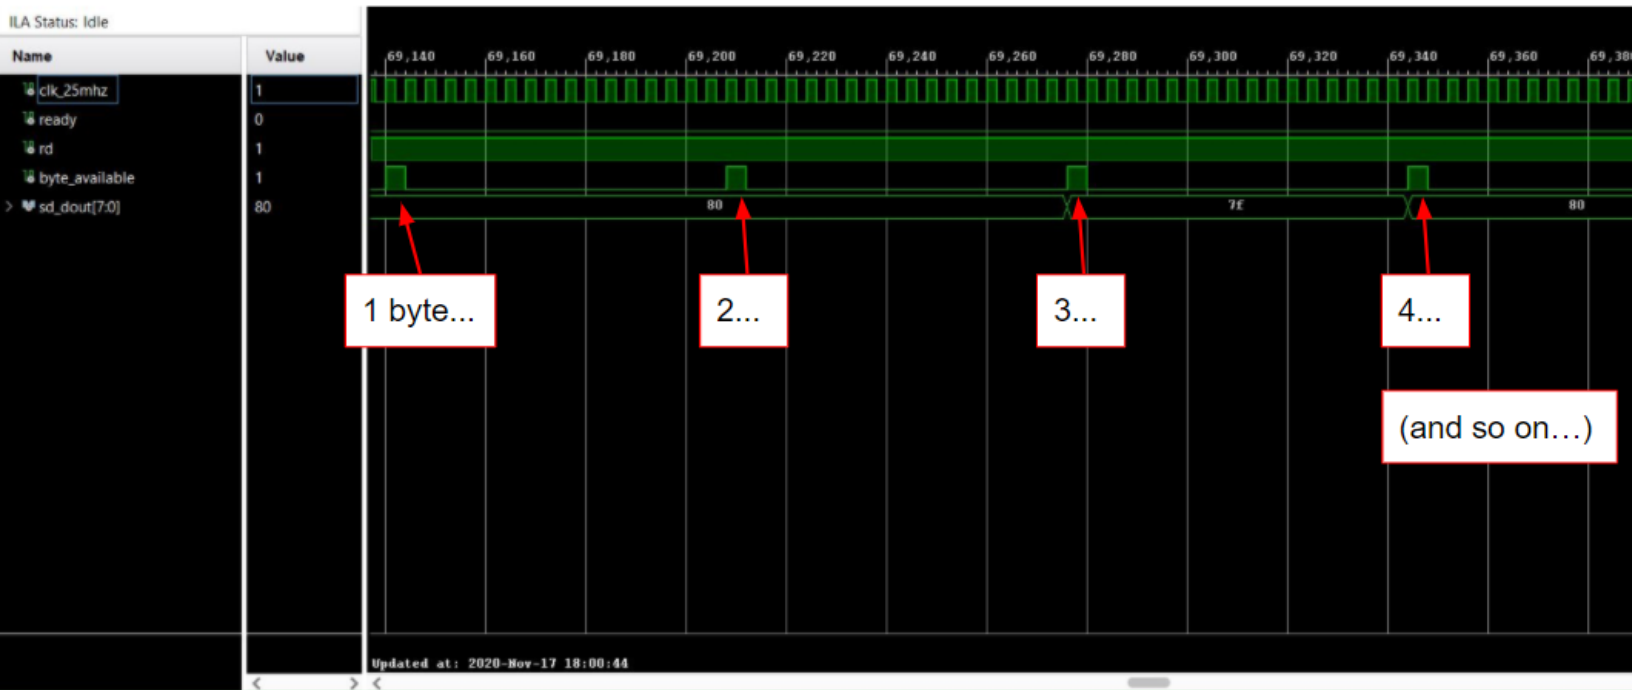 ILA Status: Idle
Name
Value
69,140 69,160 69,180 69,200 69,220 69,240 69,260 69,280 69,300 69,320 69,340 69,360 69,38
clk_25mhz 1
ready 0
rd 1
byte_available 1
sd_dout[7:0] 80 80 7f 80
1 byte...
2...
3...
4...
(and so on…)
Updated at: 2020-Nov-17 18:00:44